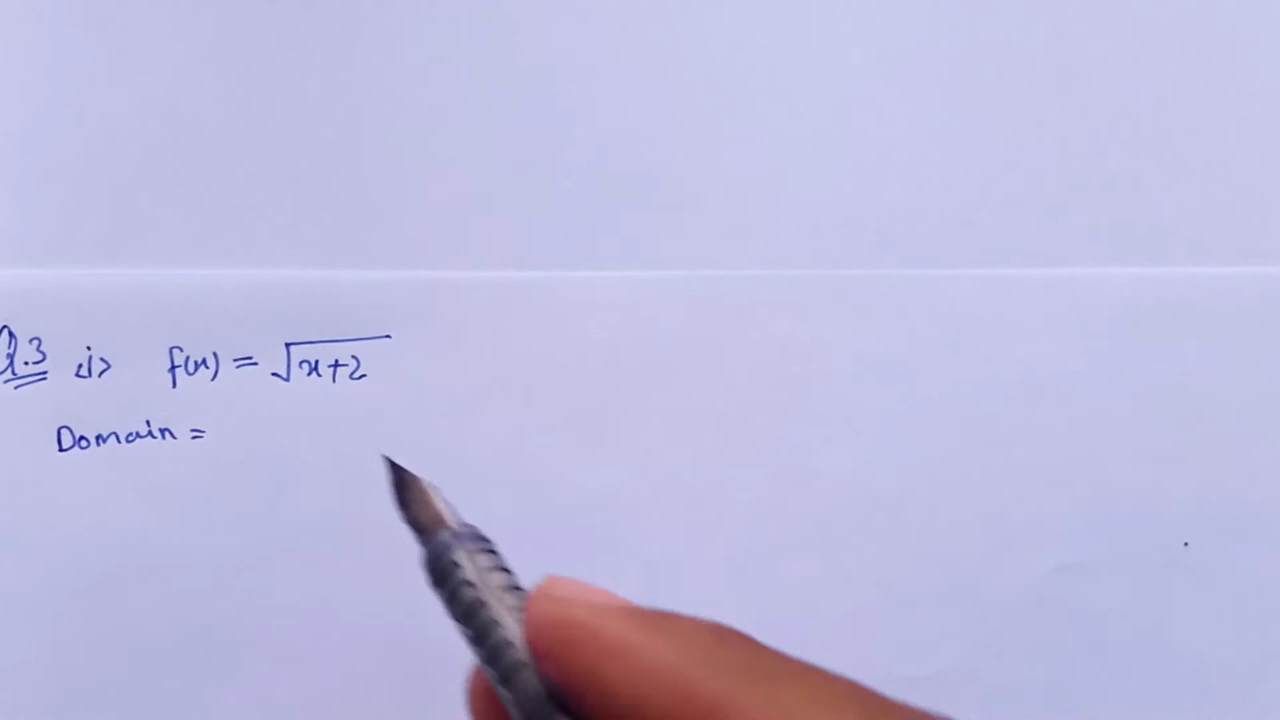 Q.3 <i> f(x) = √x+2
Domain =